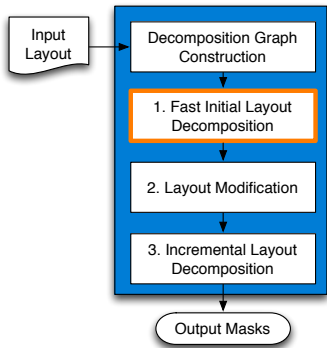 Input
Layout
Decomposition Graph
Construction
1. Fast Initial Layout
Decomposition
2. Layout Modification
3. Incremental Layout
Decomposition
Output Masks